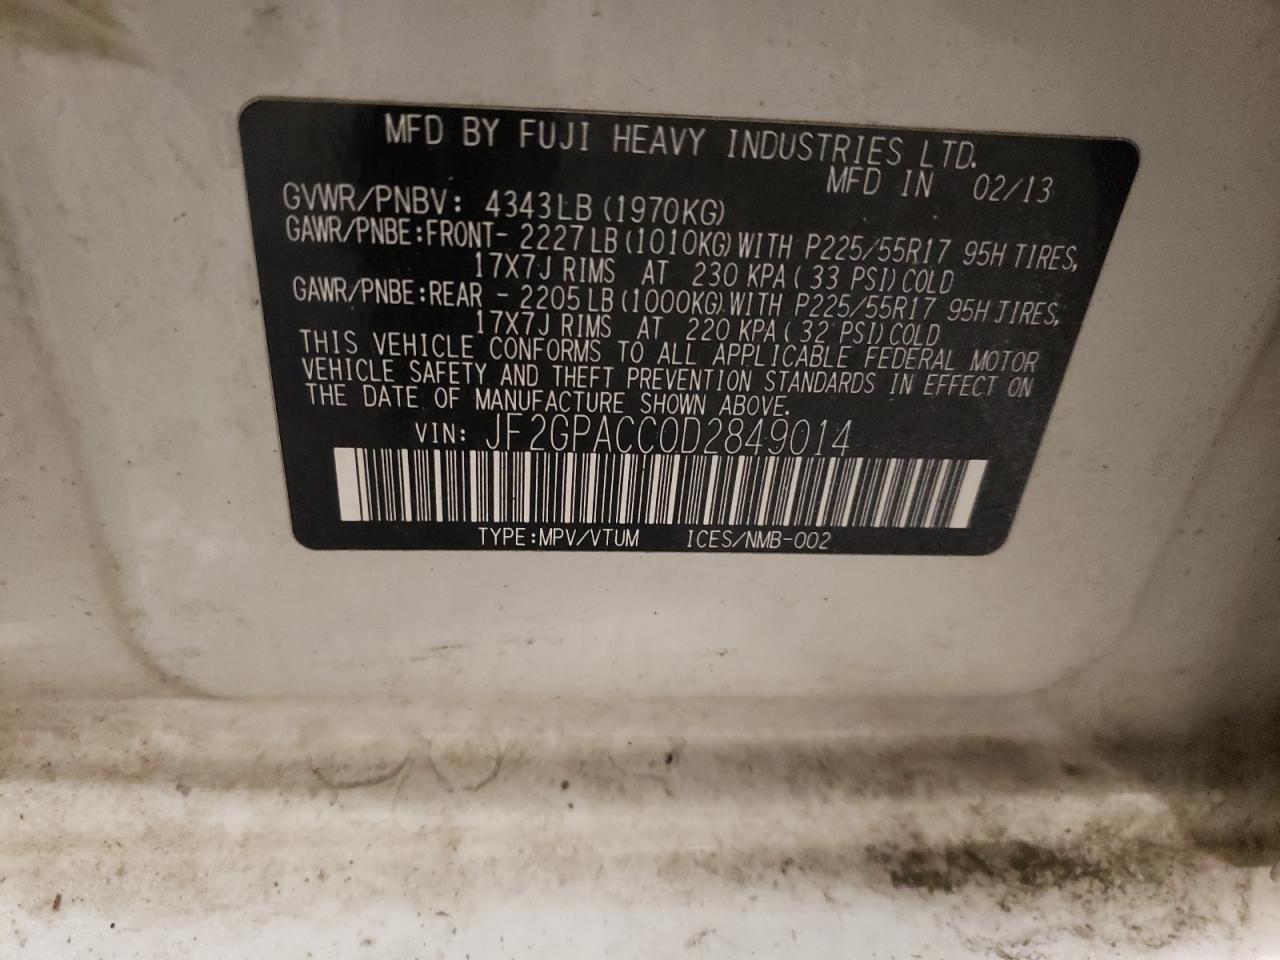 MFD BY FUJI HEAVY INDUSTRIES LTD.
MFD IN 02/13
GVWR/PNBV: 4343LB (1970KG)
GAWR/PNBE:FRONT- 2227LB (1010KG) WITH P225/55R17 95H TIRES,
17X7J RIMS AT 230 KPA ( 33 PSI) COLD
GAWR/PNBE:REAR - 2205LB (1000KG) WITH P225/55R17 95H TIRES,
17X7J RIMS AT 220 KPA ( 32 PSI) COLD
THIS VEHICLE CONFORMS TO ALL APPLICABLE FEDERAL MOTOR
VEHICLE SAFETY AND THEFT PREVENTION STANDARDS IN EFFECT ON
THE DATE OF MANUFACTURE SHOWN ABOVE.
VIN: JF2GPACC0D2849014
TYPE:MPV/VTUM ICES/NMB-002